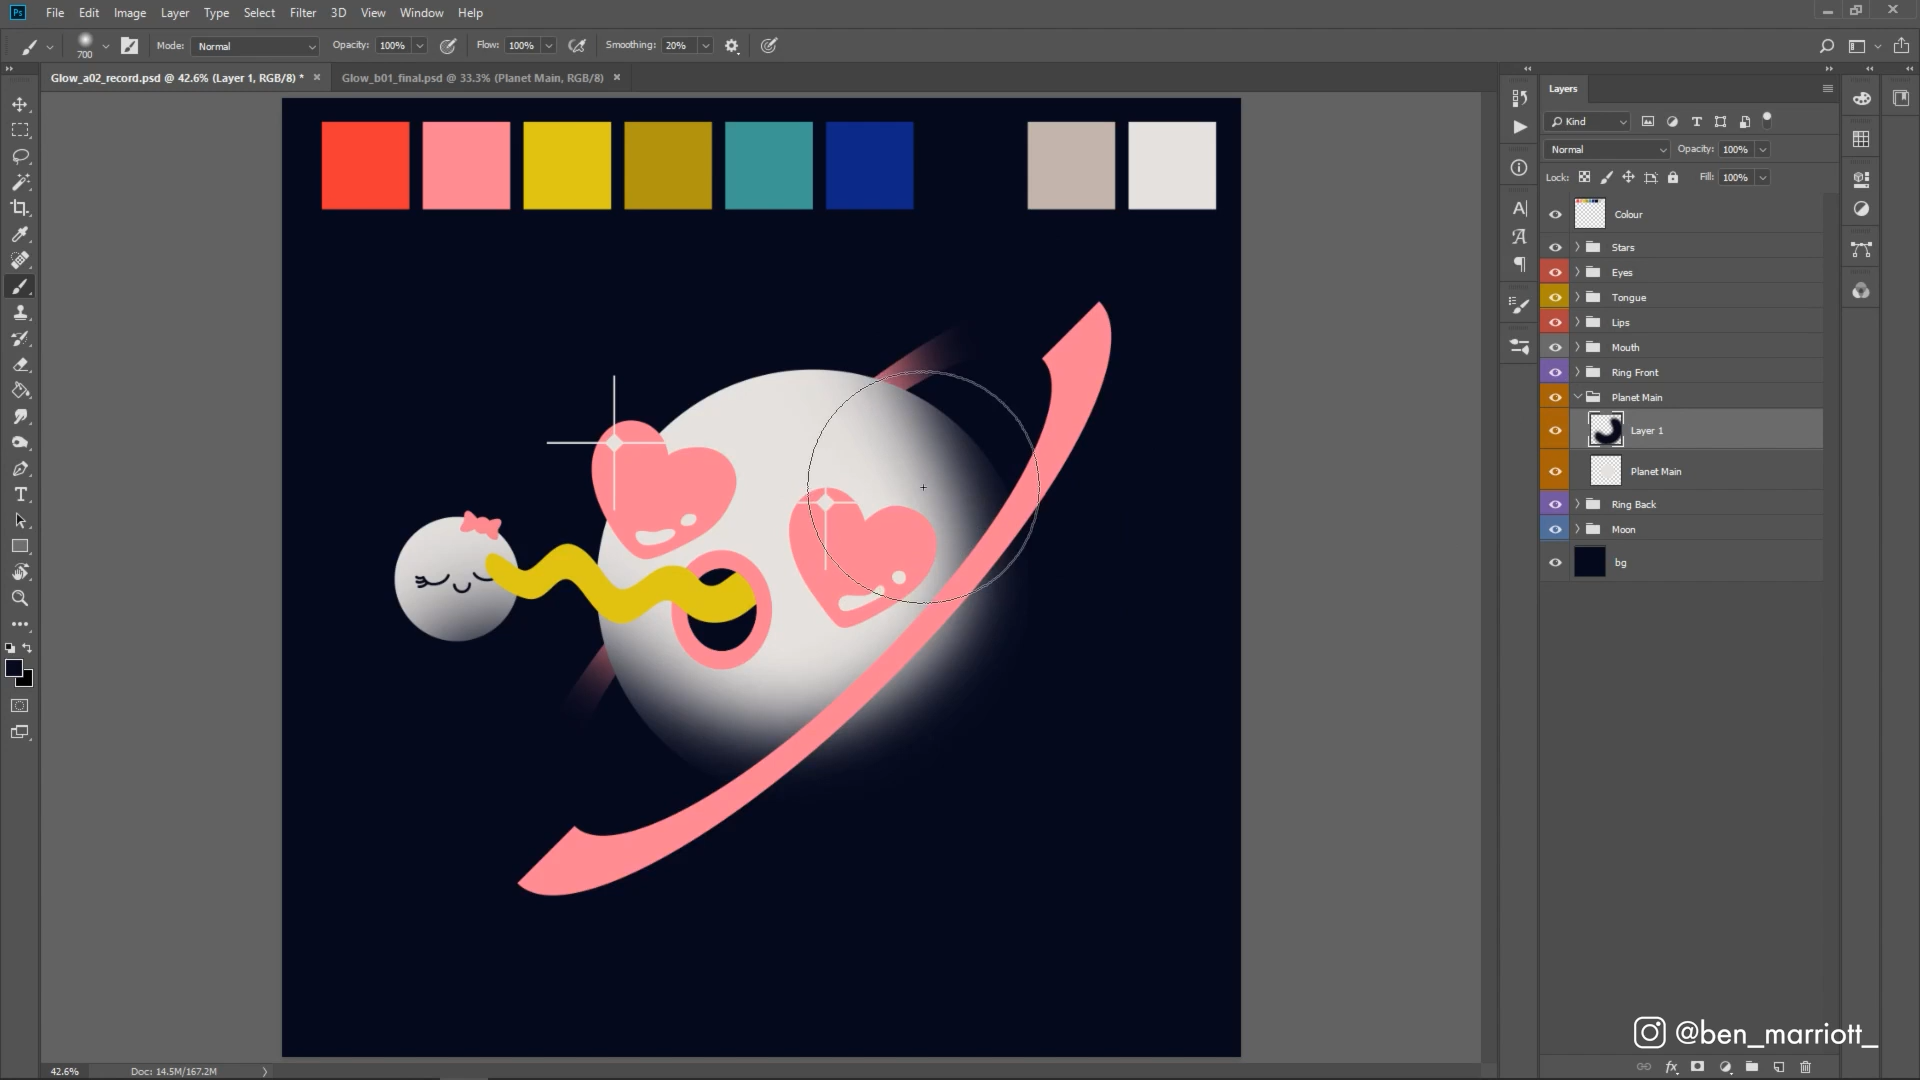 Ps File Edit Image Layer Type Select Filter 3D View Window Help
700 Mode: Normal Opacity: 100% Flow: 100% Smoothing: 20%
Glow_a02_record.psd @ 42.6% (Layer 1, RGB/8) * × Glow_b01_final.psd @ 33.3% (Planet Main, RGB/8) ×
Layers
Kind
Normal Opacity: 100%
Lock: Fill: 100%
Colour
Stars
Eyes
Tongue
Lips
Mouth
Ring Front
Planet Main
Layer 1
Planet Main
Ring Back
Moon
bg
@ben_marriott_
42.6% Doc: 14.5M/167.2M